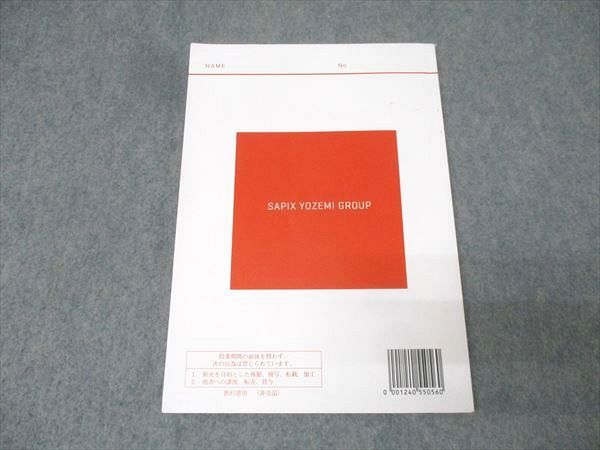 NAME No.
SAPIX YOZEMI GROUP
授業期間の前後を問わず、
次の行為は禁じられています。
1. 販売を目的とした複製、複写、転載、加工
2. 他者への譲渡、転売、貸与
教科書用 (非売品)
0 001240 550560